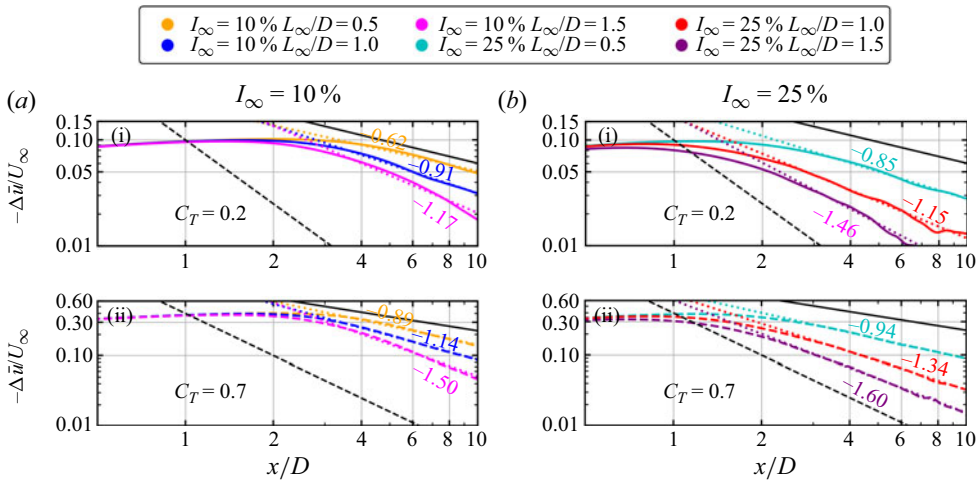 I∞ = 10 % L∞/D = 0.5 I∞ = 10 % L∞/D = 1.5 I∞ = 25 % L∞/D = 1.0
I∞ = 10 % L∞/D = 1.0 I∞ = 25 % L∞/D = 0.5 I∞ = 25 % L∞/D = 1.5
(a) I∞ = 10 %
0.15
0.10
0.05
0.01
−Δū/U∞
(i)
0.62
−0.91
−1.17
C_T = 0.2
1 2 4 6 8 10
0.60
0.30
0.10
0.01
−Δū/U∞
(ii)
−0.89
−1.14
−1.50
C_T = 0.7
1 2 4 6 8 10
x/D
(b) I∞ = 25 %
0.15
0.10
0.05
0.01
(i)
−0.85
−1.15
−1.46
C_T = 0.2
1 2 4 6 8 10
0.60
0.30
0.10
0.01
(ii)
−0.94
−1.34
−1.60
C_T = 0.7
1 2 4 6 8 10
x/D